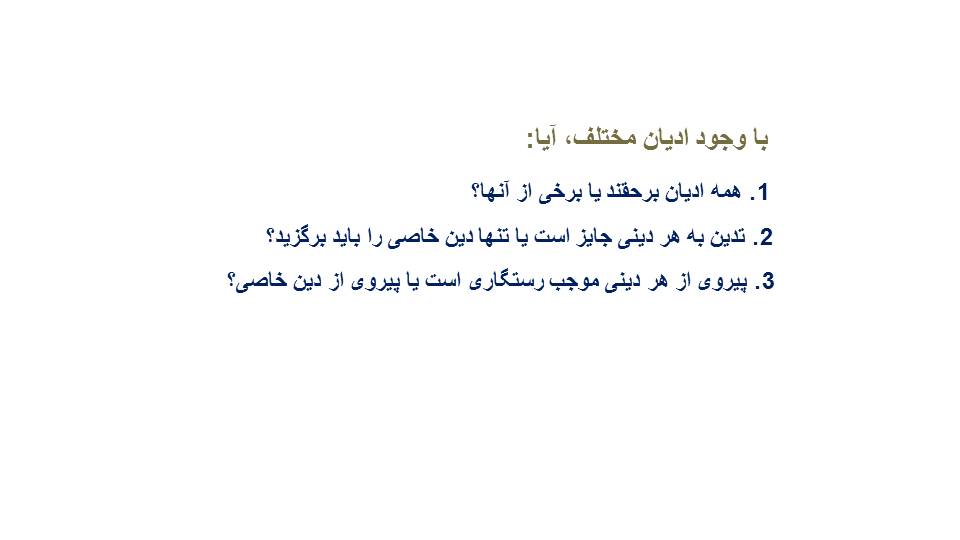 با وجود ادیان مختلف، آیا:
1. همه ادیان برحقند یا برخی از آنها؟
2. تدین به هر دینی جایز است یا تنها دین خاصی را باید برگزید؟
3. پیروی از هر دینی موجب رستگاری است یا پیروی از دین خاصی؟